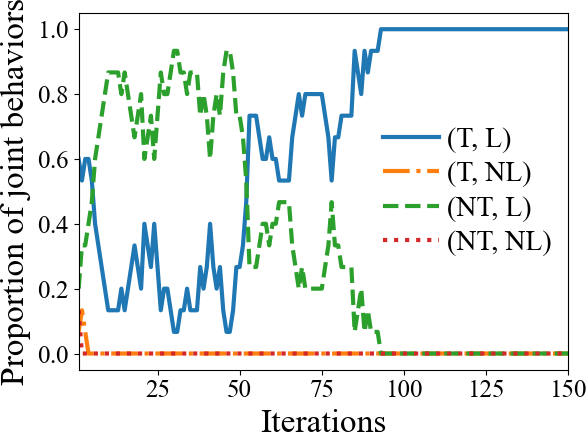 Proportion of joint behaviors
1.0
0.8
0.6
0.4
0.2
0.0
(T, L)
(T, NL)
(NT, L)
(NT, NL)
25 50 75 100 125 150
Iterations